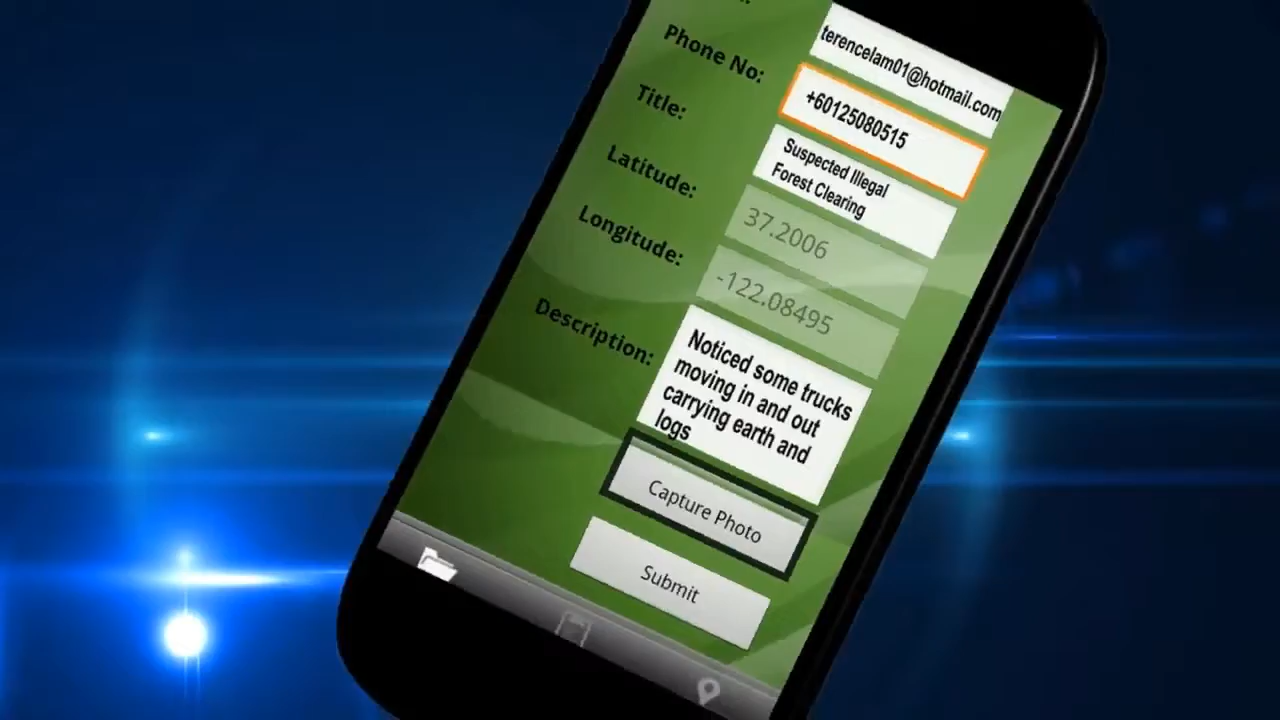 terencelam01@hotmail.com
Phone No:
+60125080515
Title:
Suspected Illegal
Forest Clearing
Latitude:
37.2006
Longitude:
-122.08495
Description:
Noticed some trucks
moving in and out
carrying earth and
logs
Capture Photo
Submit